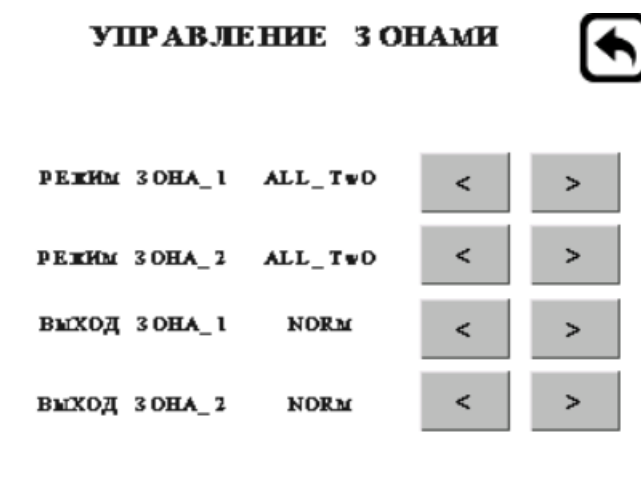 УПРАВЛЕНИЕ ЗОНАМИ
РЕЖИМ ЗОНА_1 ALL_TwO < >
РЕЖИМ ЗОНА_2 ALL_TwO < >
ВЫХОД ЗОНА_1 NORM < >
ВЫХОД ЗОНА_2 NORM < >